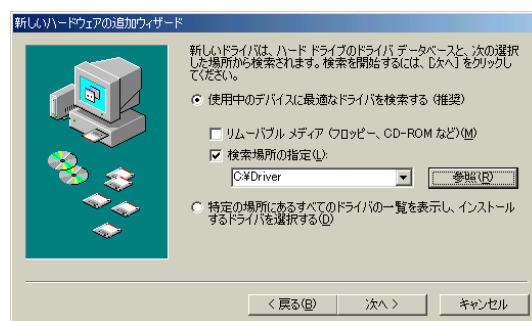 新しいハードウェアの追加ウィザード
新しいドライバは、ハード ドライブのドライバ データベースと、次の選択
した場所から検索されます。検索を開始するには、[次へ] をクリックし
てください。
使用中のデバイスに最適なドライバを検索する (推奨)
リムーバブル メディア (フロッピー、CD-ROM など)(M)
検索場所の指定(L):
C:¥Driver
参照(R)
特定の場所にあるすべてのドライバの一覧を表示し、インストール
するドライバを選択する(D)
< 戻る(B)
次へ >
キャンセル